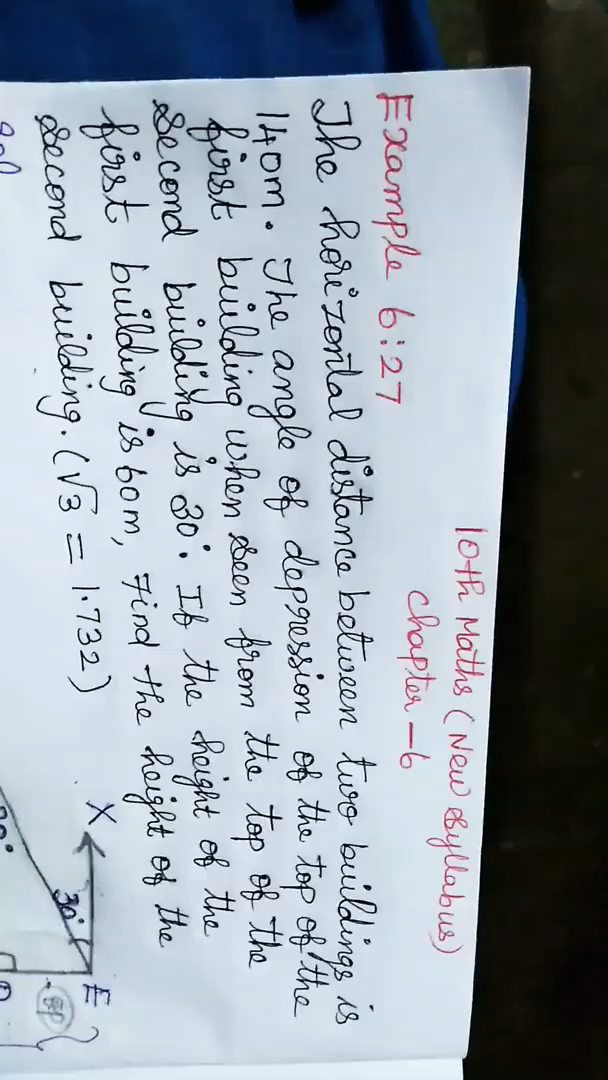 10th Maths (New Syllabus)
Chapter-6
Example 6:27
The horizontal distance between two buildings is
140m. The angle of depression of the top of the
first building when seen from the top of the
second building is 30°. If the height of the
first building is 60m, Find the height of the
second building. (√3 = 1.732)
X
E
30°
30°
D